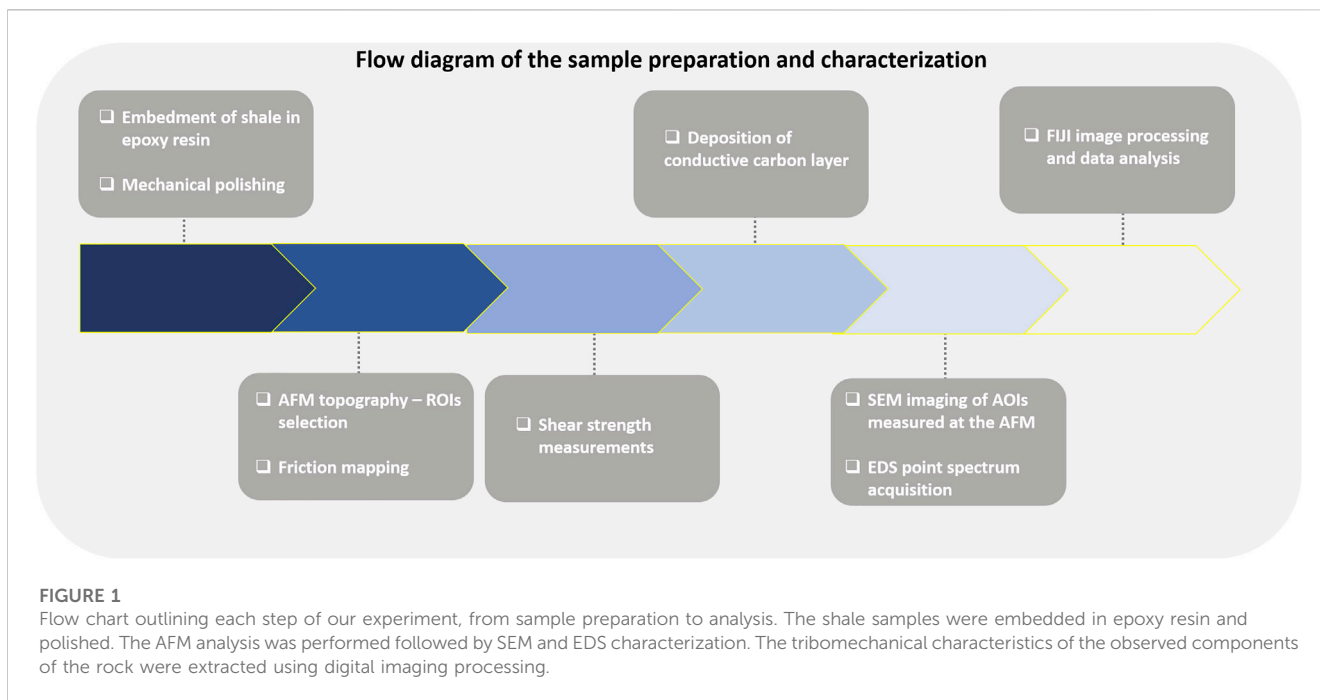 Flow diagram of the sample preparation and characterization
❑ Embedment of shale in
epoxy resin
❑ Mechanical polishing
❑ Deposition of
conductive carbon layer
❑ FIJI image processing
and data analysis
❑ AFM topography – ROIs
selection
❑ Friction mapping
❑ Shear strength
measurements
❑ SEM imaging of AOIs
measured at the AFM
❑ EDS point spectrum
acquisition
FIGURE 1
Flow chart outlining each step of our experiment, from sample preparation to analysis. The shale samples were embedded in epoxy resin and
polished. The AFM analysis was performed followed by SEM and EDS characterization. The tribomechanical characteristics of the observed components
of the rock were extracted using digital imaging processing.